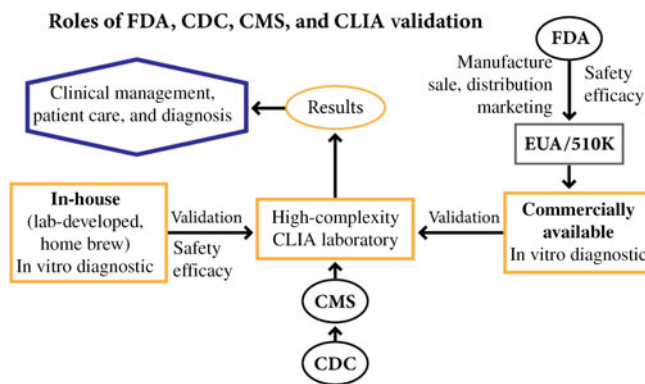 Roles of FDA, CDC, CMS, and CLIA validation
FDA
Manufacture
sale, distribution
marketing
Safety
efficacy
Clinical management,
patient care, and diagnosis
Results
EUA/510K
In-house
(lab-developed,
home brew)
In vitro diagnostic
Validation
Safety
efficacy
High-complexity
CLIA laboratory
Validation
Commercially
available
In vitro diagnostic
CMS
CDC